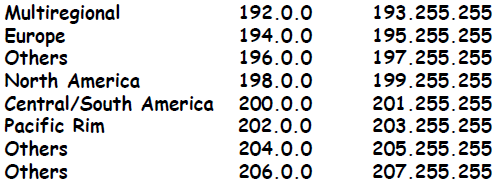 Multiregional 192.0.0 193.255.255
Europe 194.0.0 195.255.255
Others 196.0.0 197.255.255
North America 198.0.0 199.255.255
Central/South America 200.0.0 201.255.255
Pacific Rim 202.0.0 203.255.255
Others 204.0.0 205.255.255
Others 206.0.0 207.255.255